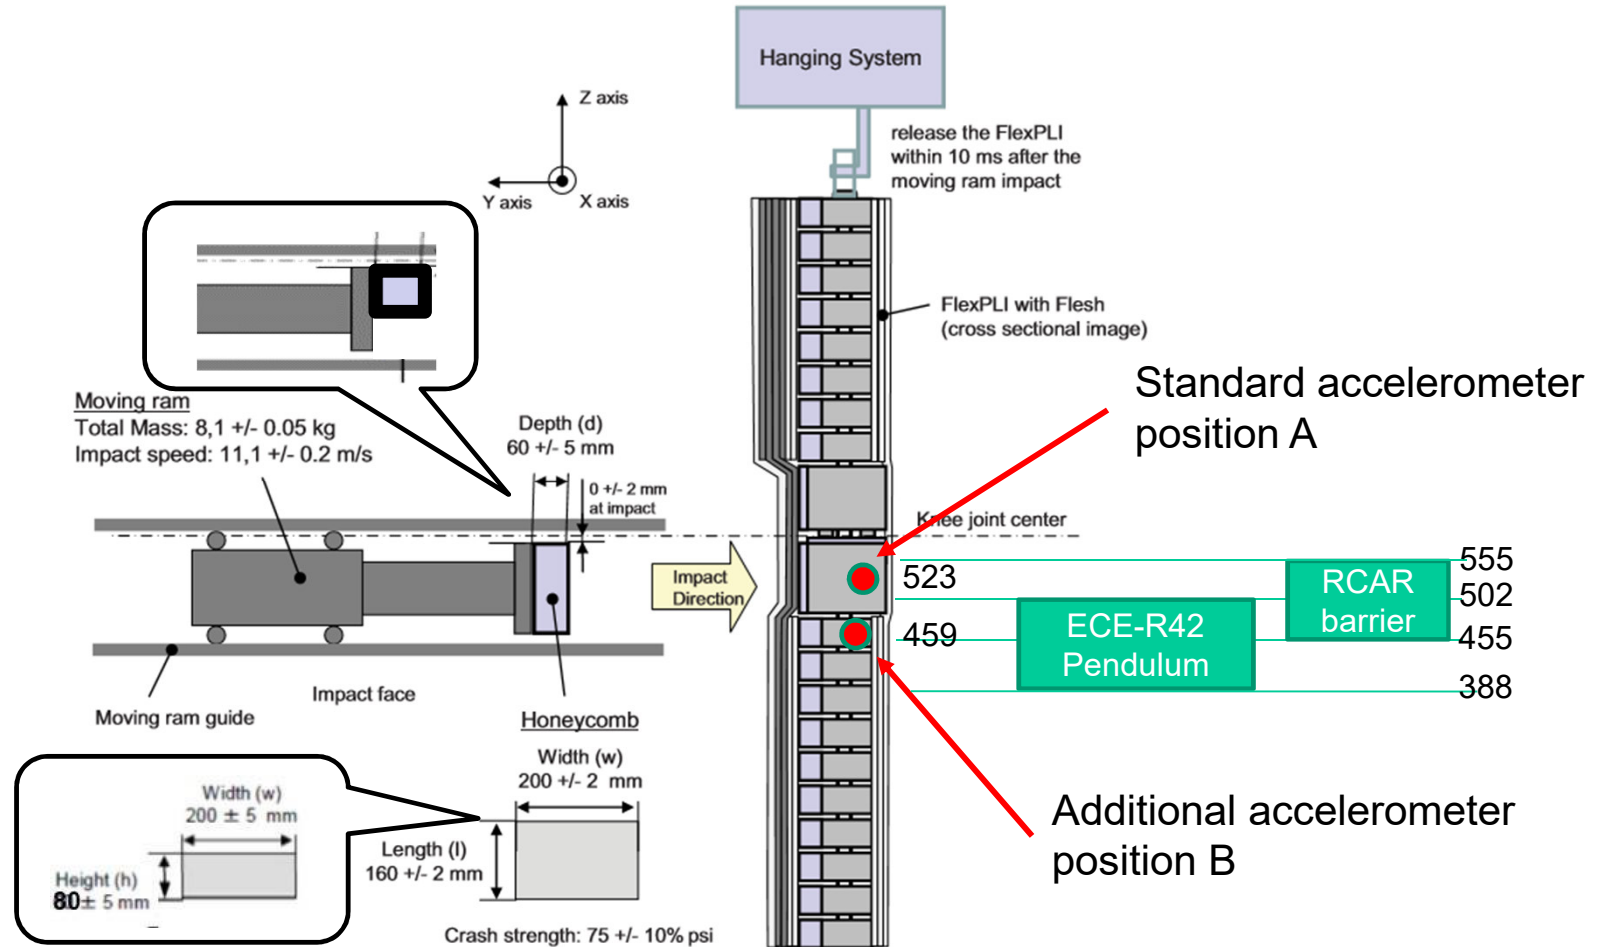 Hanging System
release the FlexPLI
within 10 ms after the
moving ram impact
Z axis
Y axis
X axis
FlexPLI with Flesh
(cross sectional image)
Standard accelerometer
position A
Moving ram
Total Mass: 8,1 +/- 0.05 kg
Impact speed: 11,1 +/- 0.2 m/s
Depth (d)
60 +/- 5 mm
0 +/- 2 mm
at impact
Knee joint center
Impact
Direction
523
459
555
502
455
388
RCAR
barrier
ECE-R42
Pendulum
Impact face
Moving ram guide
Honeycomb
Width (w)
200 +/- 2 mm
Length (l)
160 +/- 2 mm
Crash strength: 75 +/- 10% psi
Width (w)
200 ± 5 mm
Height (h)
80 ± 5 mm
Additional accelerometer
position B